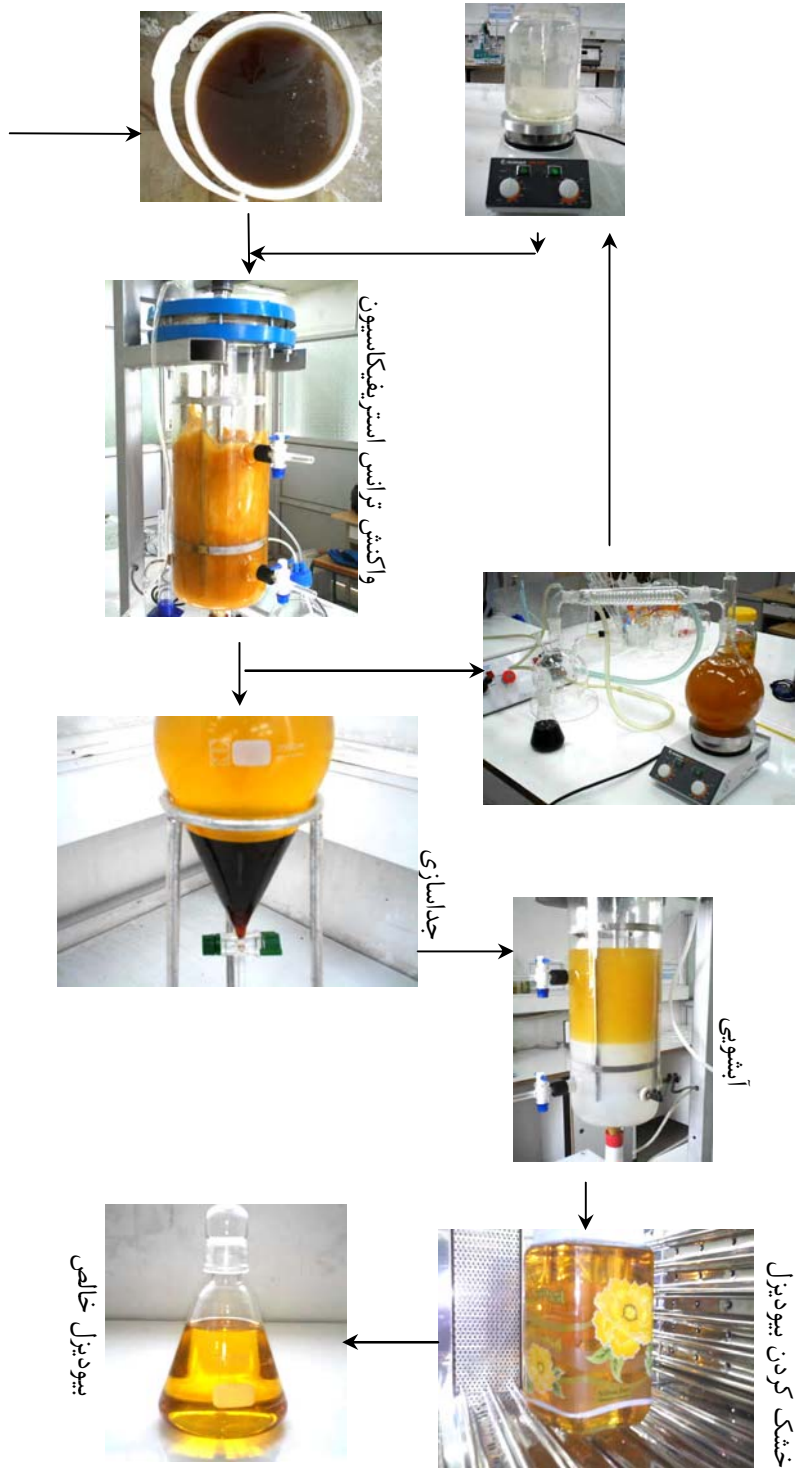 واکنش ترانس استریفیکاسیون
جداسازی
آبشویی
خشک کردن بیودیزل
بیودیزل خالص